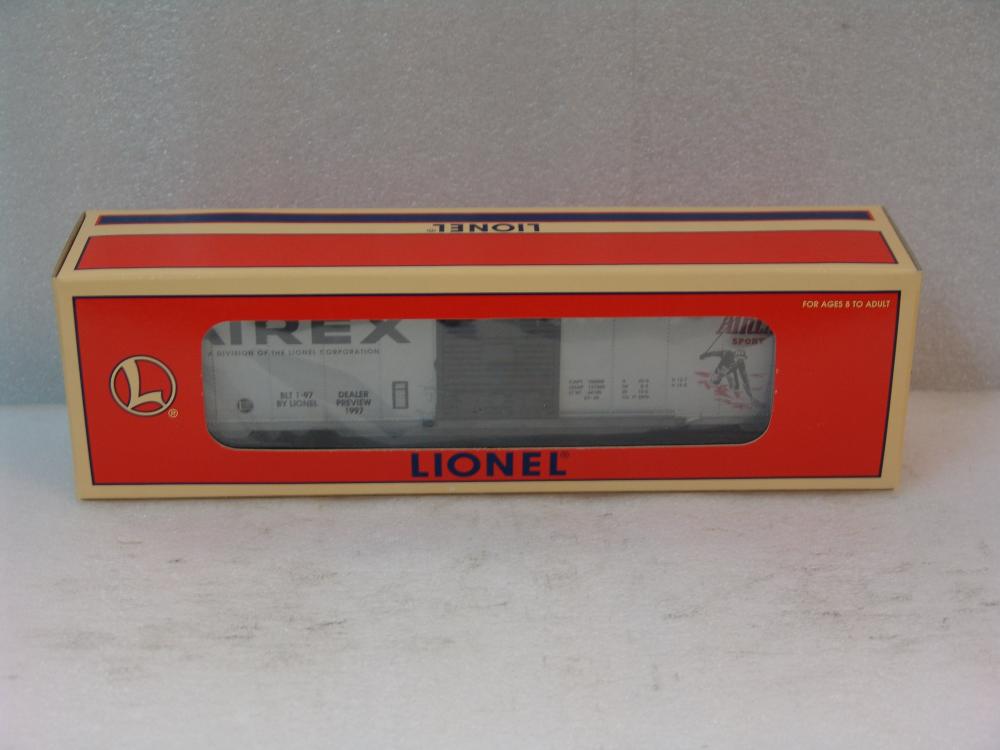 LIONEL
FOR AGES 8 TO ADULT
AIREX
A DIVISION OF THE LIONEL CORPORATION
SPORT
BLT 1-97
BY LIONEL
DEALER
PREVIEW
1997
L®
LIONEL®